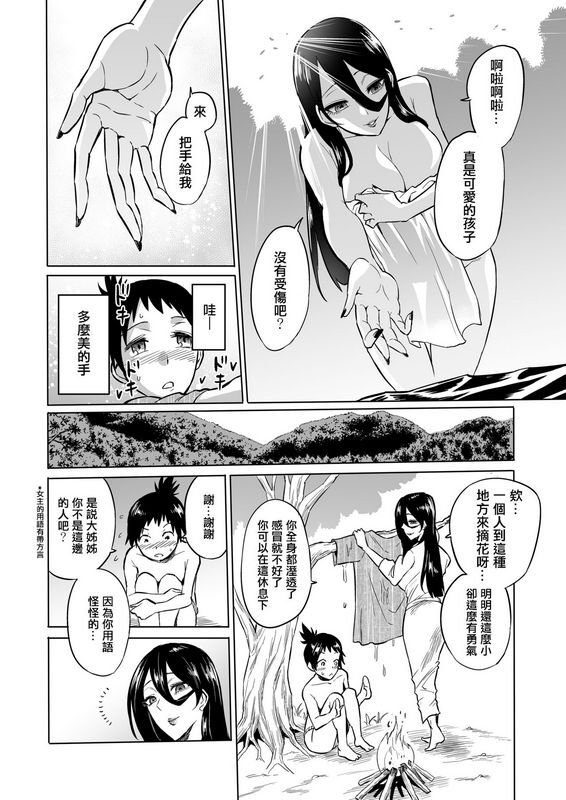 啊啦啊啦…
真是可愛的孩子
沒有受傷吧？
來
把手給我
ドキ
ドキ
哇—
多麼美的手
欸…
一個人到這種
地方來摘花呀…
明明還這麼小
卻這麼有勇氣
你全身都溼透了
感冒就不好了
你可以在這休息下
謝…謝謝
是説大姊姊
你不是這邊
的人吧？
因為你用語
怪怪的…
*女主的用語有帶方言